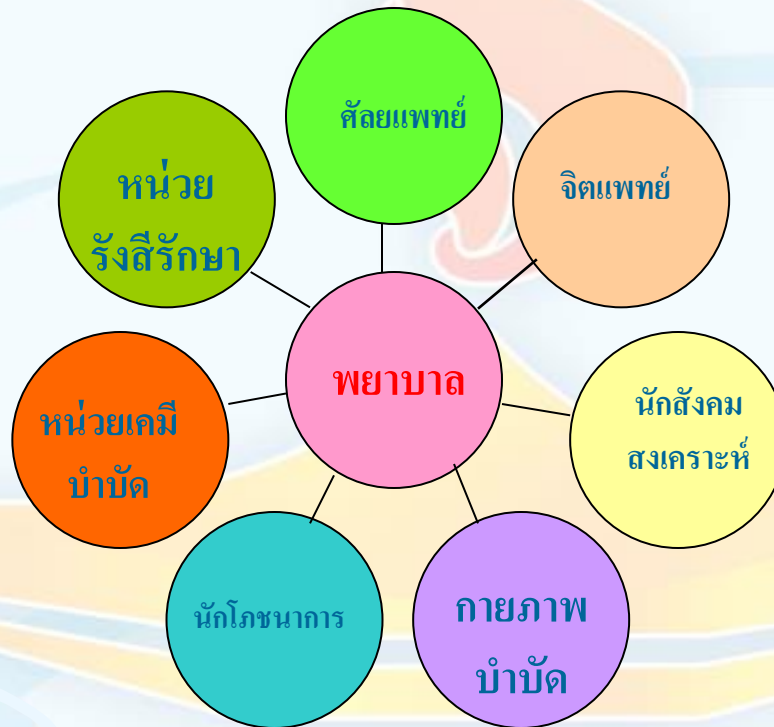 ศัลยแพทย์
จิตแพทย์
หน่วย
รังสีรักษา
พยาบาล
นักสังคม
สงเคราะห์
หน่วยเคมี
บำบัด
นักโภชนาการ
กายภาพ
บำบัด